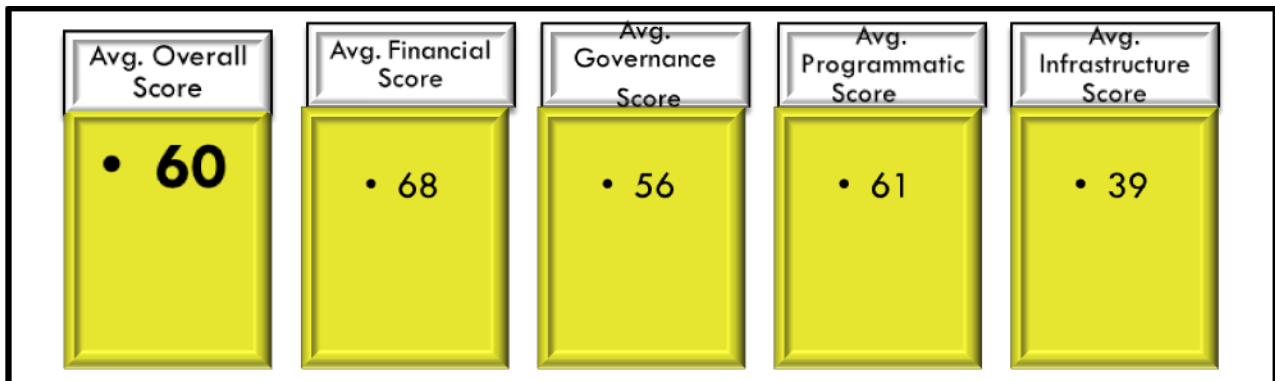 Avg. Overall
Score
• 60
Avg. Financial
Score
• 68
Avg.
Governance
Score
• 56
Avg.
Programmatic
Score
• 61
Avg.
Infrastructure
Score
• 39